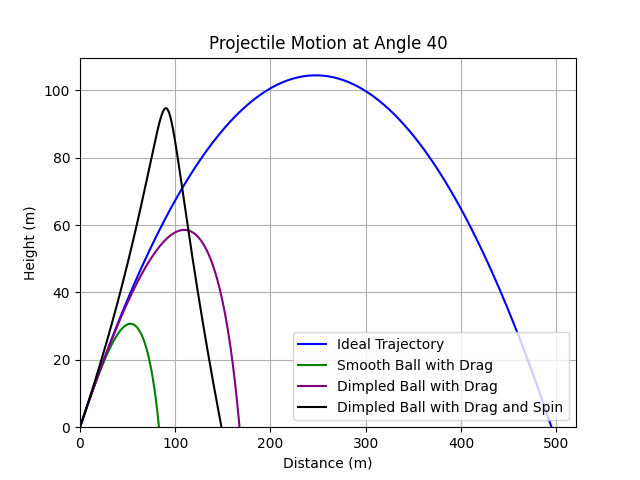 Projectile Motion at Angle 40
Height (m)
100
80
60
40
20
0
0 100 200 300 400 500
Distance (m)
Ideal Trajectory
Smooth Ball with Drag
Dimpled Ball with Drag
Dimpled Ball with Drag and Spin